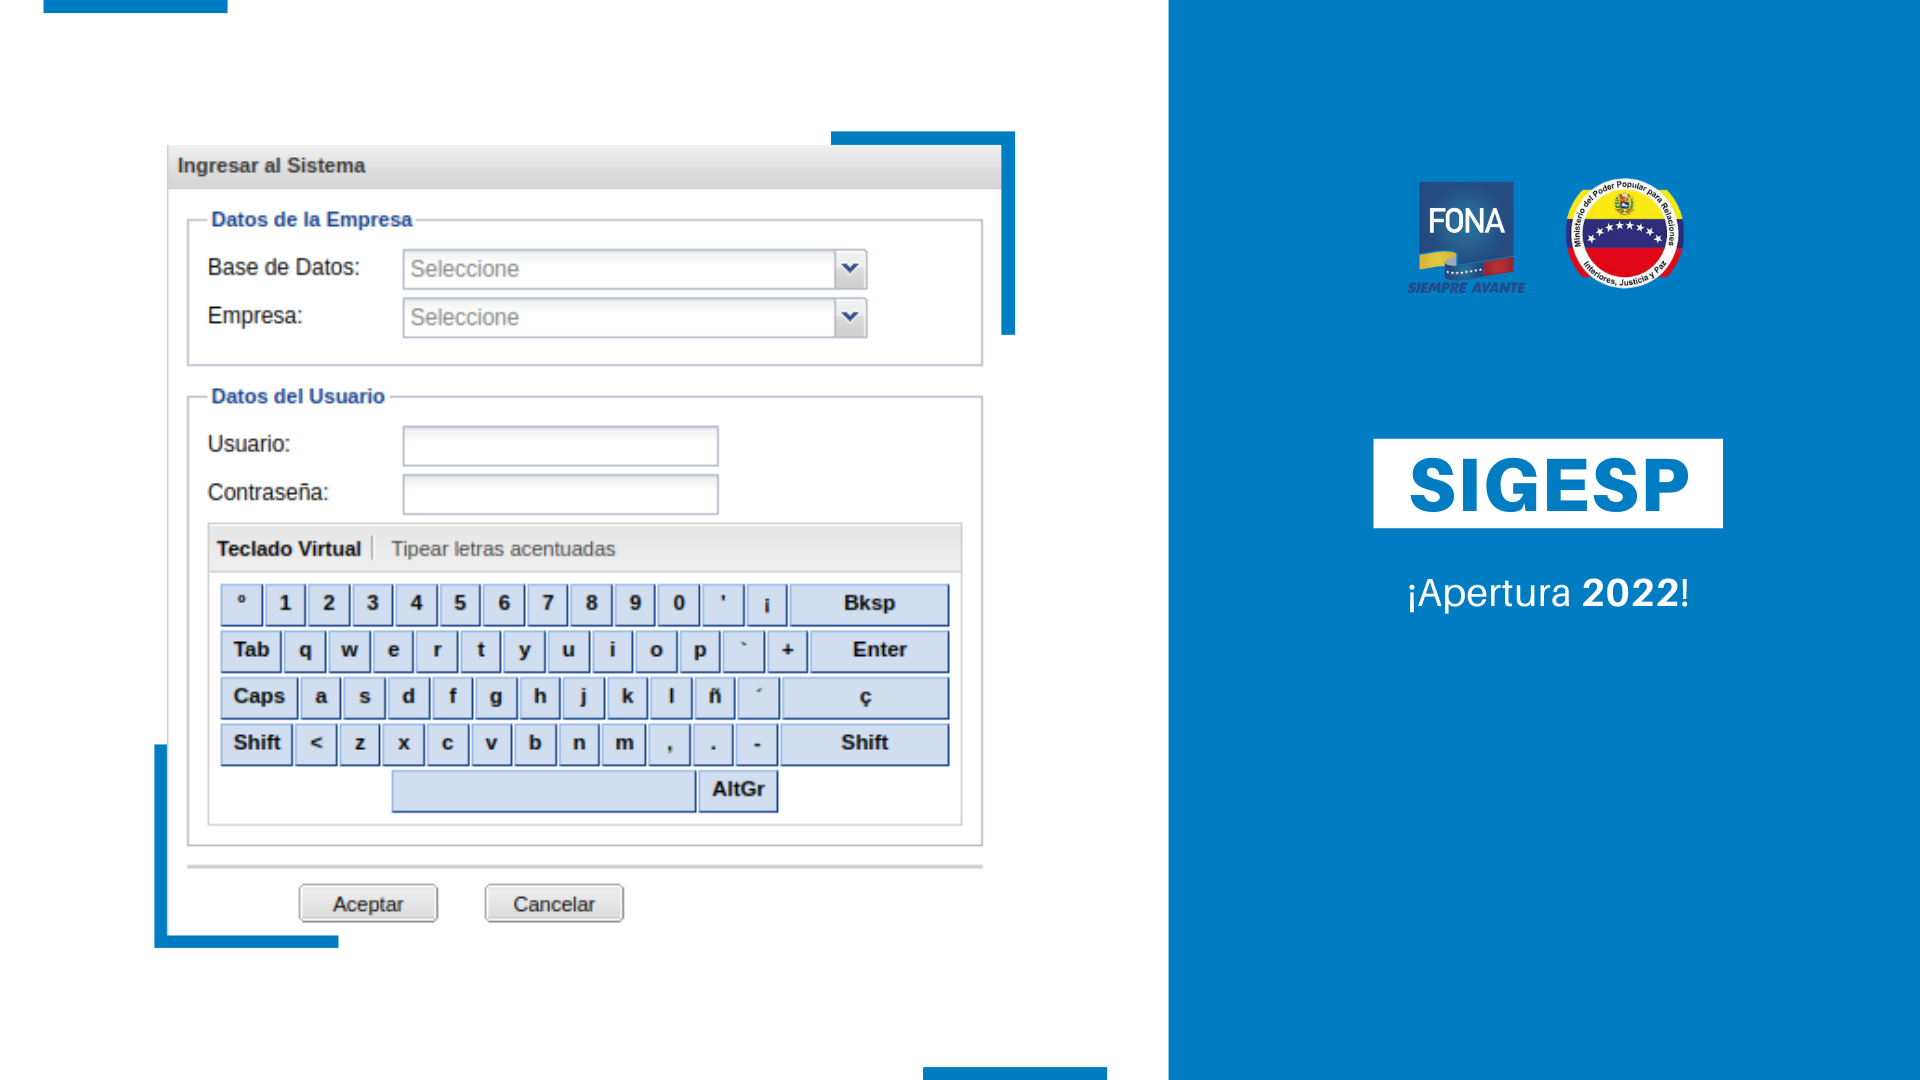 Ingresar al Sistema
Datos de la Empresa
Base de Datos: Seleccione
Empresa: Seleccione
Datos del Usuario
Usuario:
Contraseña:
Teclado Virtual Tipear letras acentuadas
º 1 2 3 4 5 6 7 8 9 0 ' ¡ Bksp
Tab q w e r t y u i o p ` + Enter
Caps a s d f g h j k l ñ ´ ç
Shift < z x c v b n m , . - Shift
AltGr
Aceptar Cancelar
FONA
SIEMPRE AVANTE
Ministerio del Poder Popular para Relaciones
Interiores, Justicia y Paz
SIGESP
¡Apertura 2022!